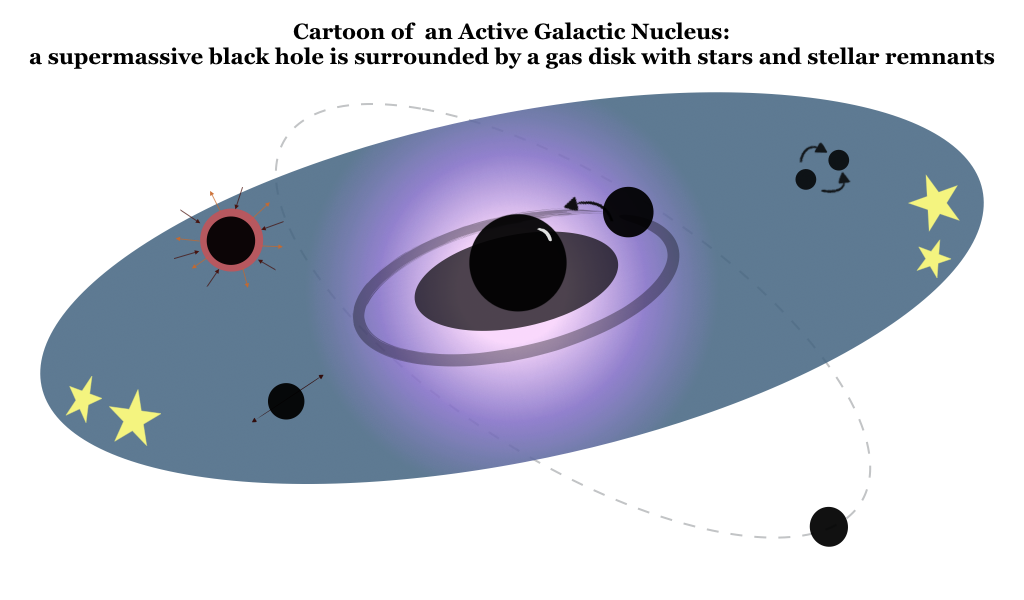 Cartoon of  an Active Galactic Nucleus:
a supermassive black hole is surrounded by a gas disk with stars and stellar remnants